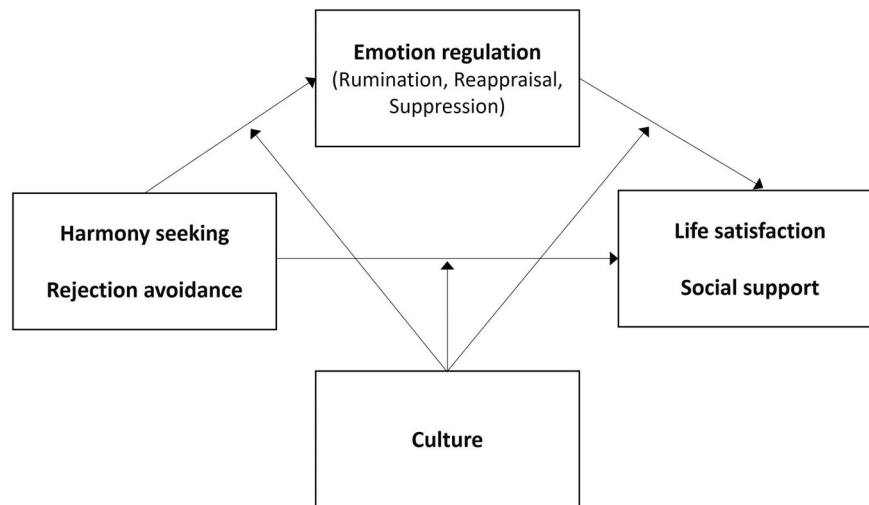 Emotion regulation
(Rumination, Reappraisal,
Suppression)
Harmony seeking
Rejection avoidance
Life satisfaction
Social support
Culture